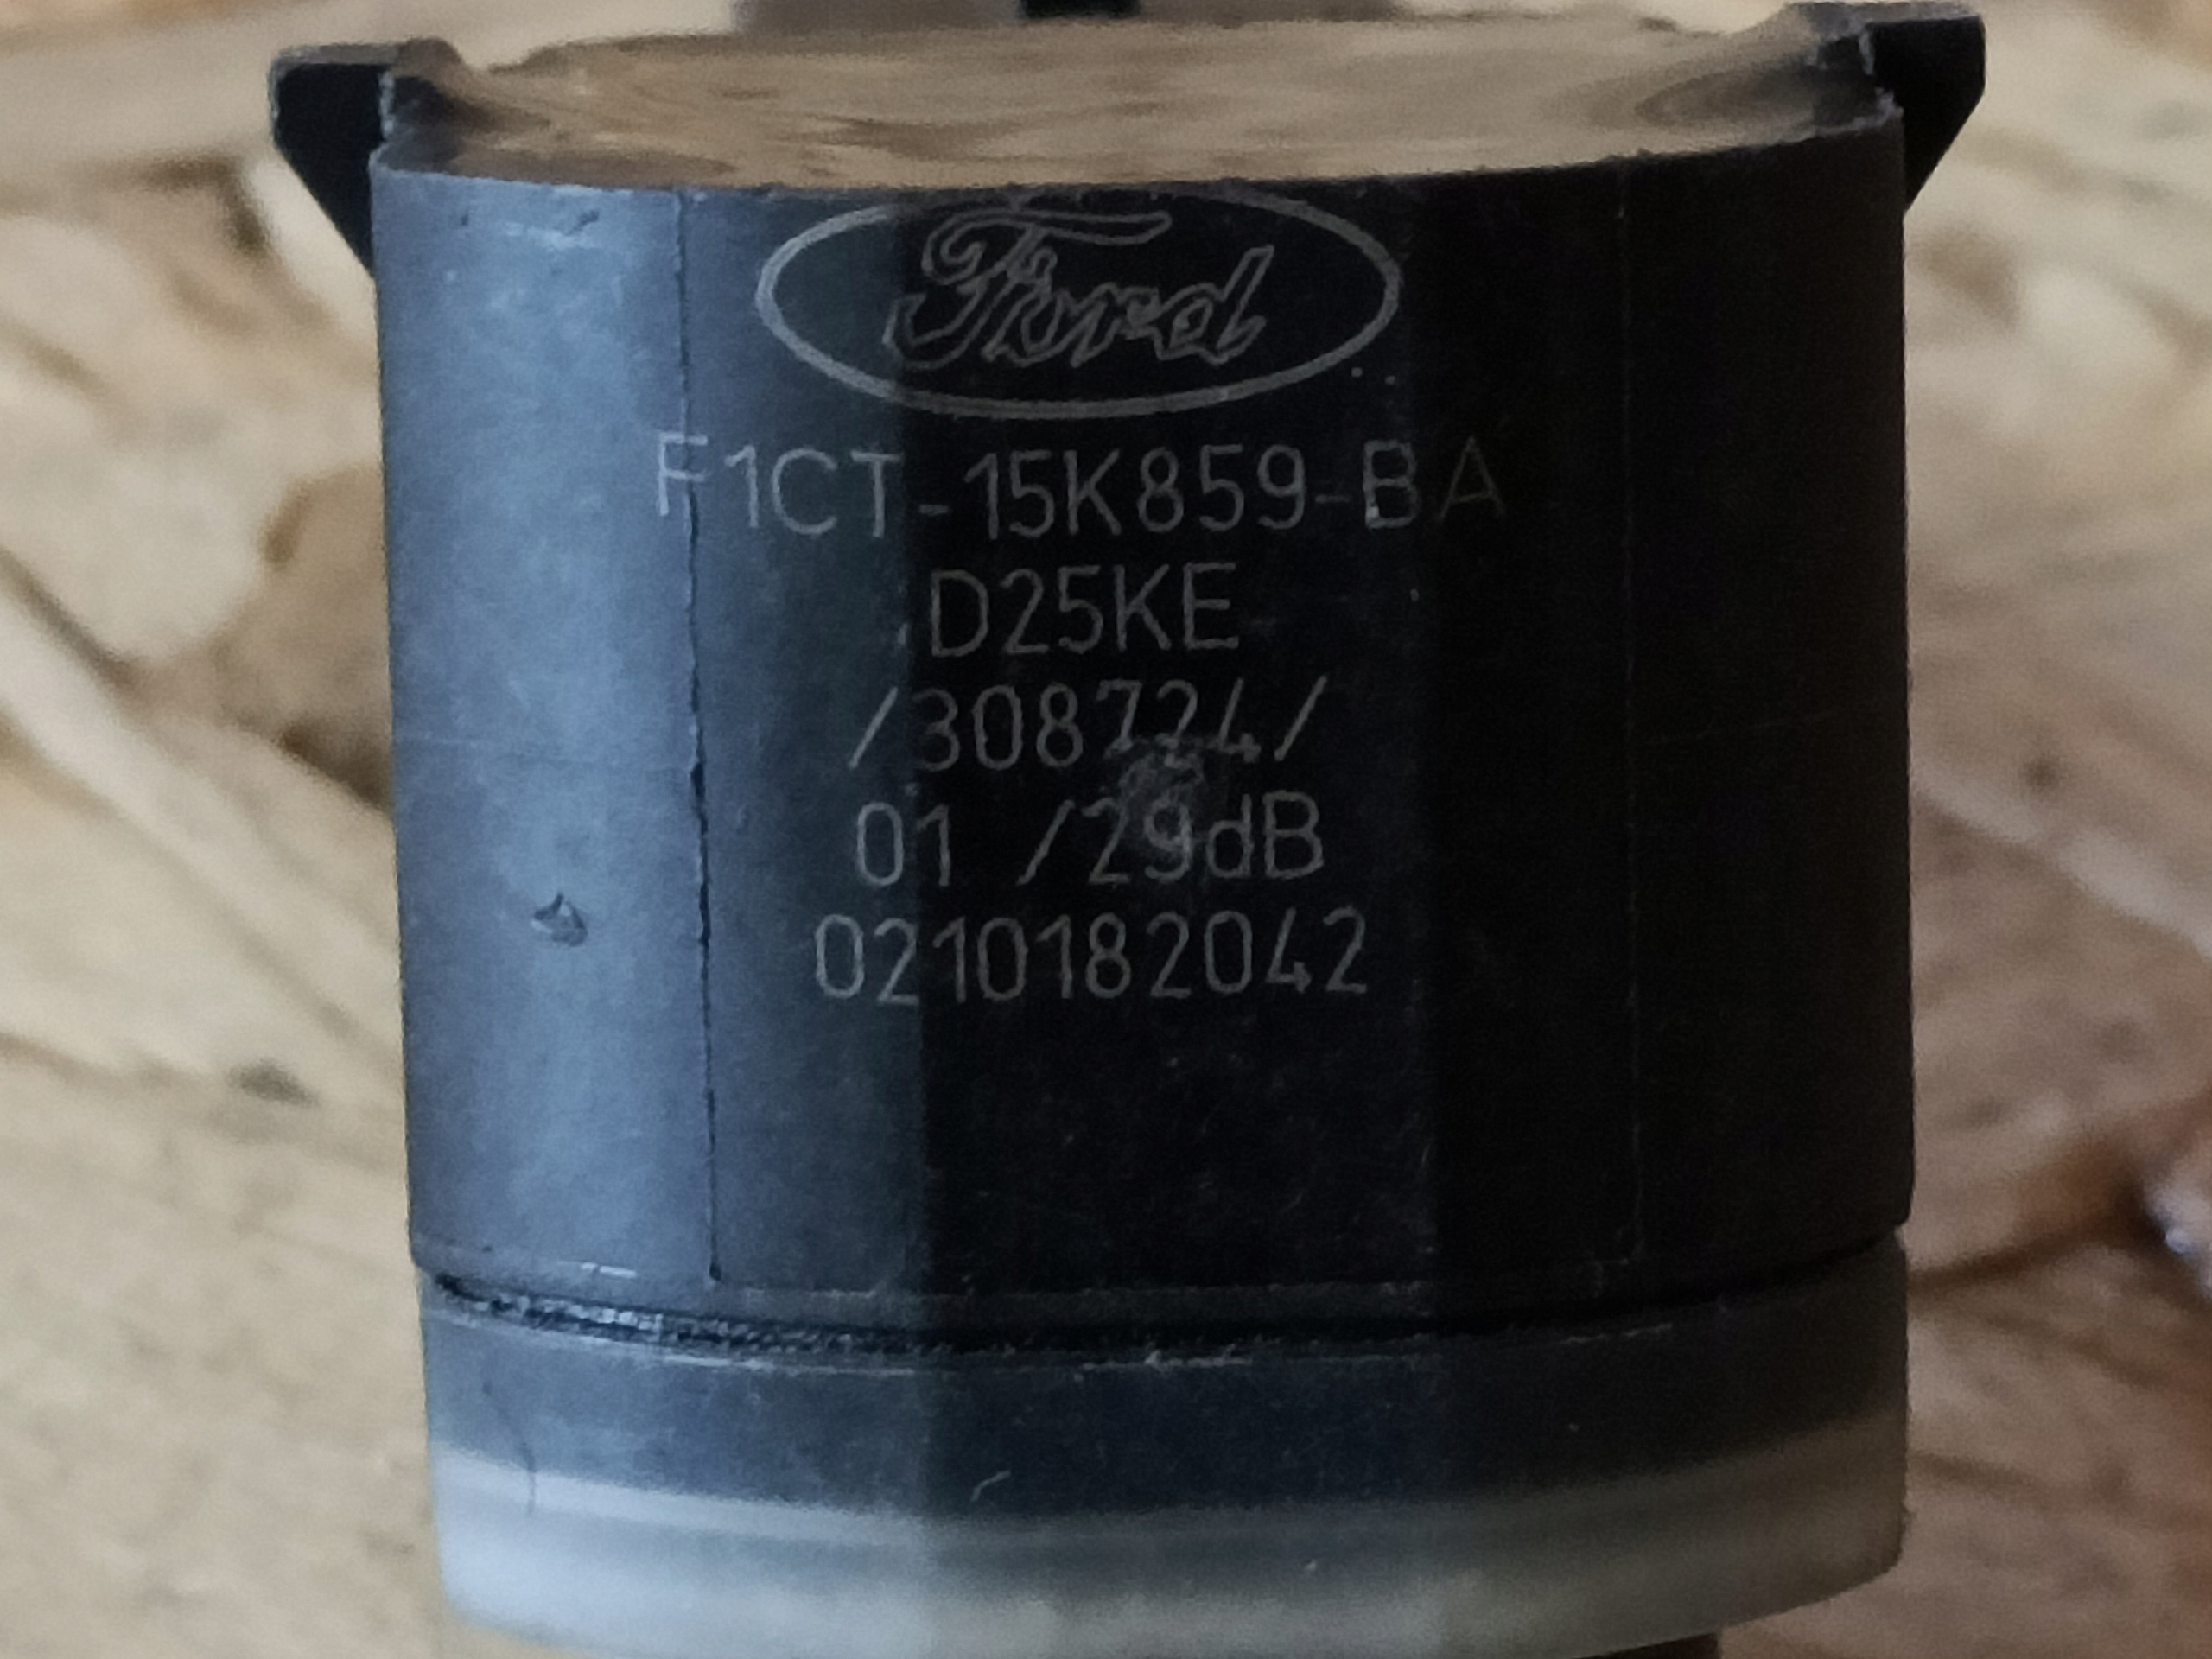 Ford
F1CT-15K859-BA
D25KE
/308724/
01 /29dB
0210182042